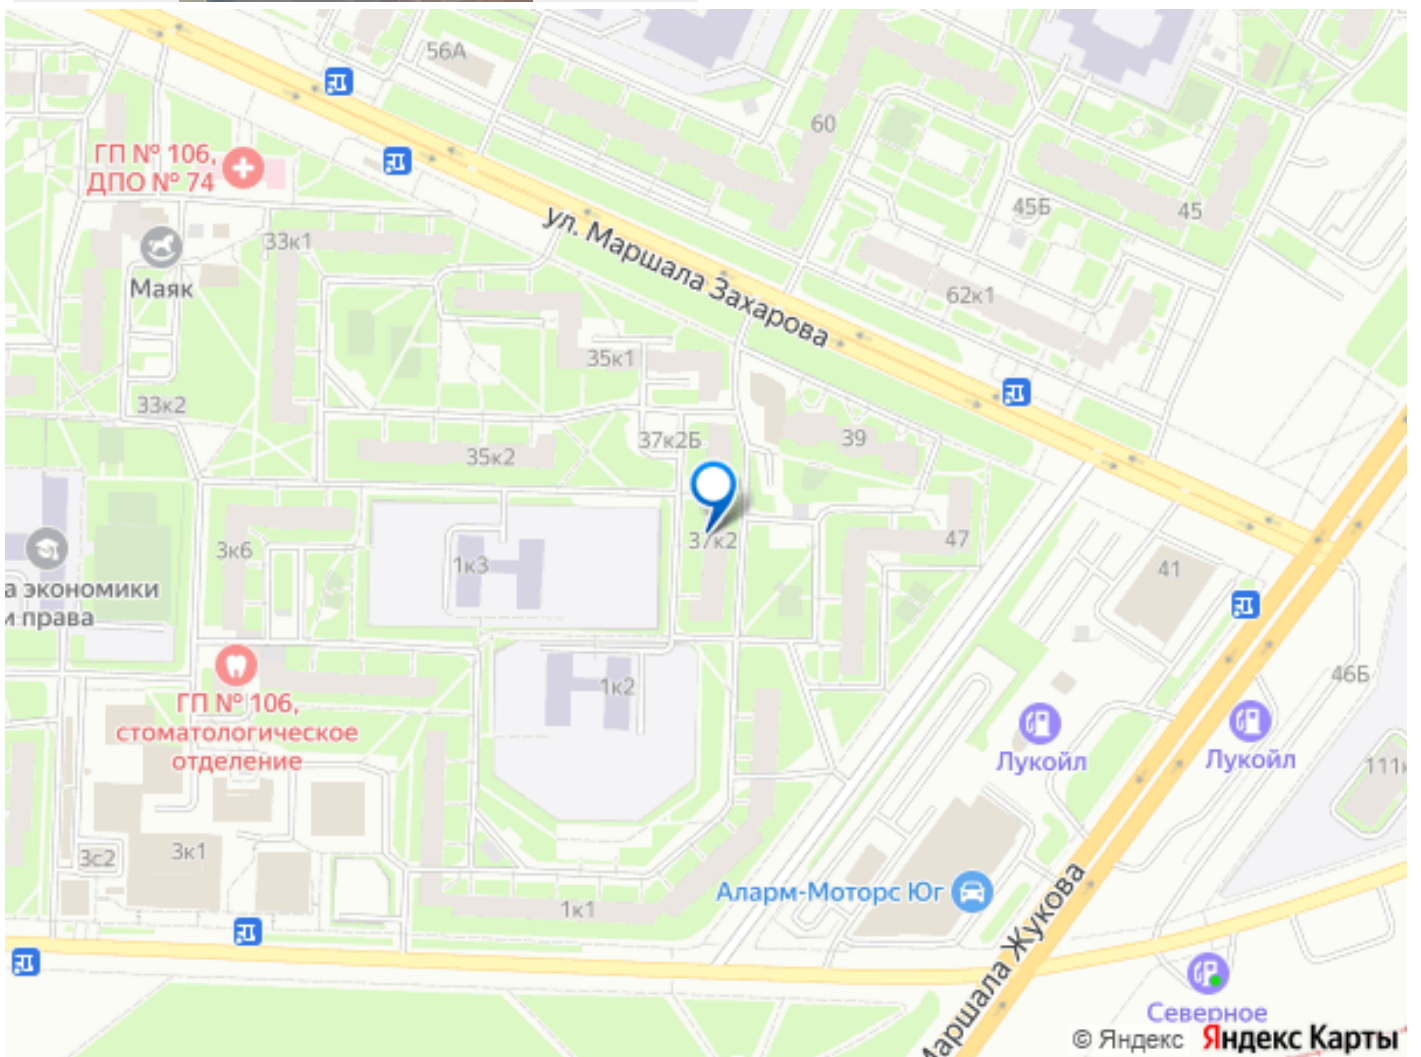 56А
60
ГП № 106,
ДПО № 74
45Б
45
ул. Маршала Захарова
33к1
Маяк
62к1
35к1
33к2
37к2Б
39
35к2
37к2
47
3к6
1к3
41
а экономики
и права
1к2
46Б
ГП № 106,
стоматологическое
отделение
Лукойл
Лукойл
111к
3с2
3к1
Аларм-Моторс Юг
1к1
Маршала Жукова
Северное
© Яндекс Яндекс Карты